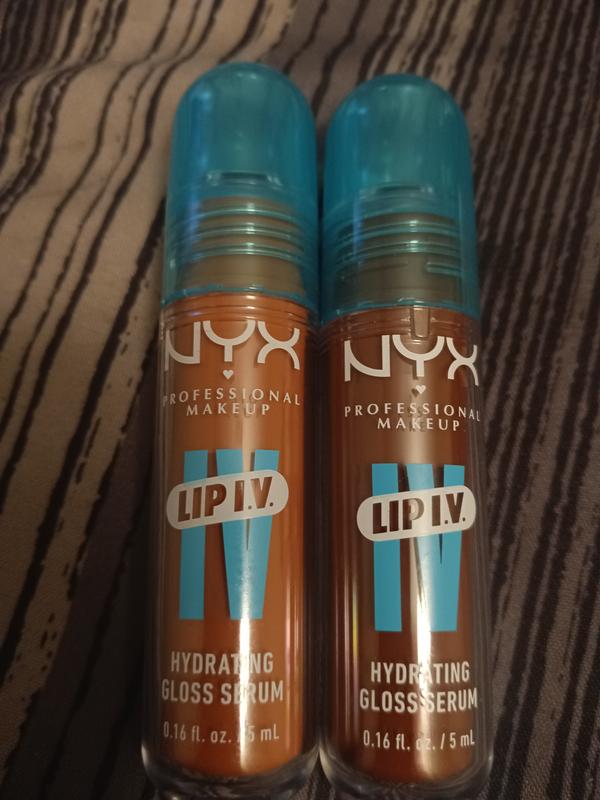 NYX
PROFESSIONAL
MAKEUP
IV
LIP I.V.
HYDRATING
GLOSS SERUM
0.16 fl. oz. / 5 mL
NYX
PROFESSIONAL
MAKEUP
IV
LIP I.V.
HYDRATING
GLOSS SERUM
0.16 fl. oz. / 5 mL